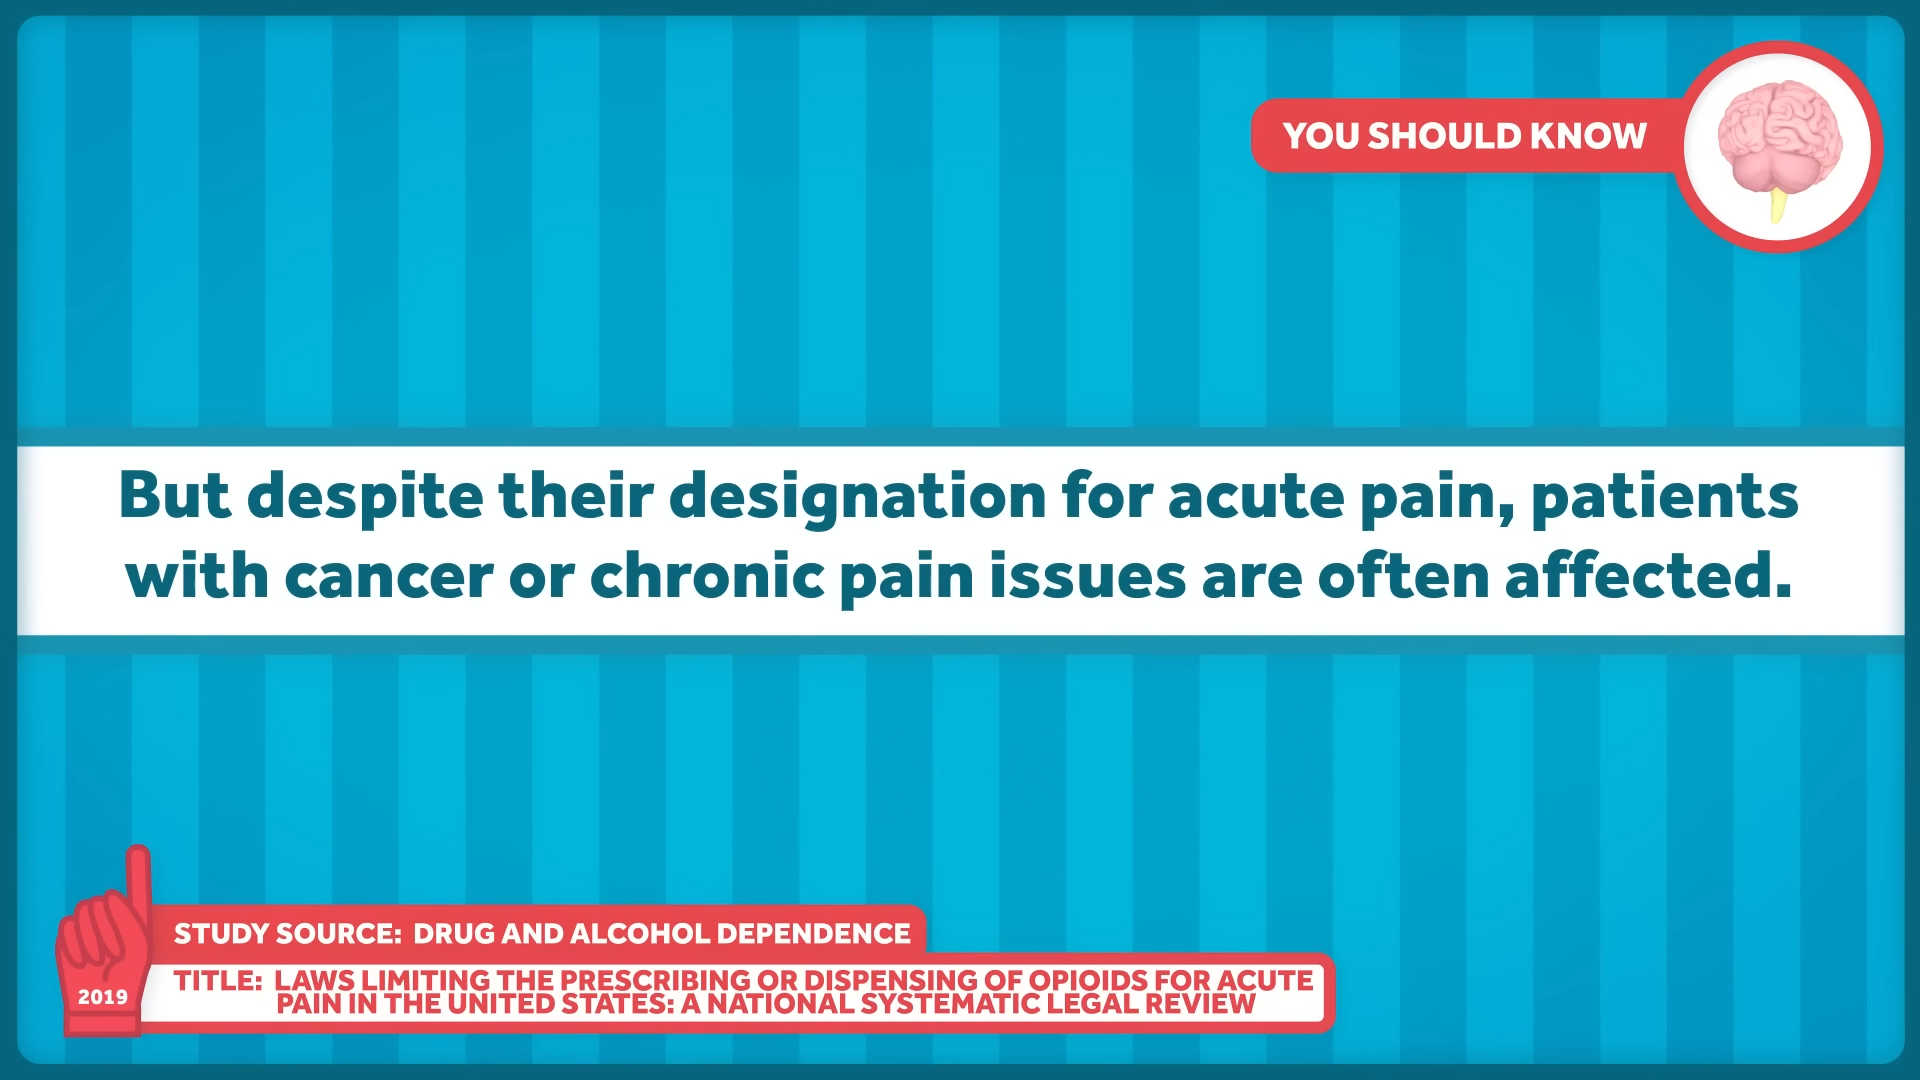 YOU SHOULD KNOW
But despite their designation for acute pain, patients
with cancer or chronic pain issues are often affected.
STUDY SOURCE: DRUG AND ALCOHOL DEPENDENCE
2019
TITLE: LAWS LIMITING THE PRESCRIBING OR DISPENSING OF OPIOIDS FOR ACUTE
PAIN IN THE UNITED STATES: A NATIONAL SYSTEMATIC LEGAL REVIEW